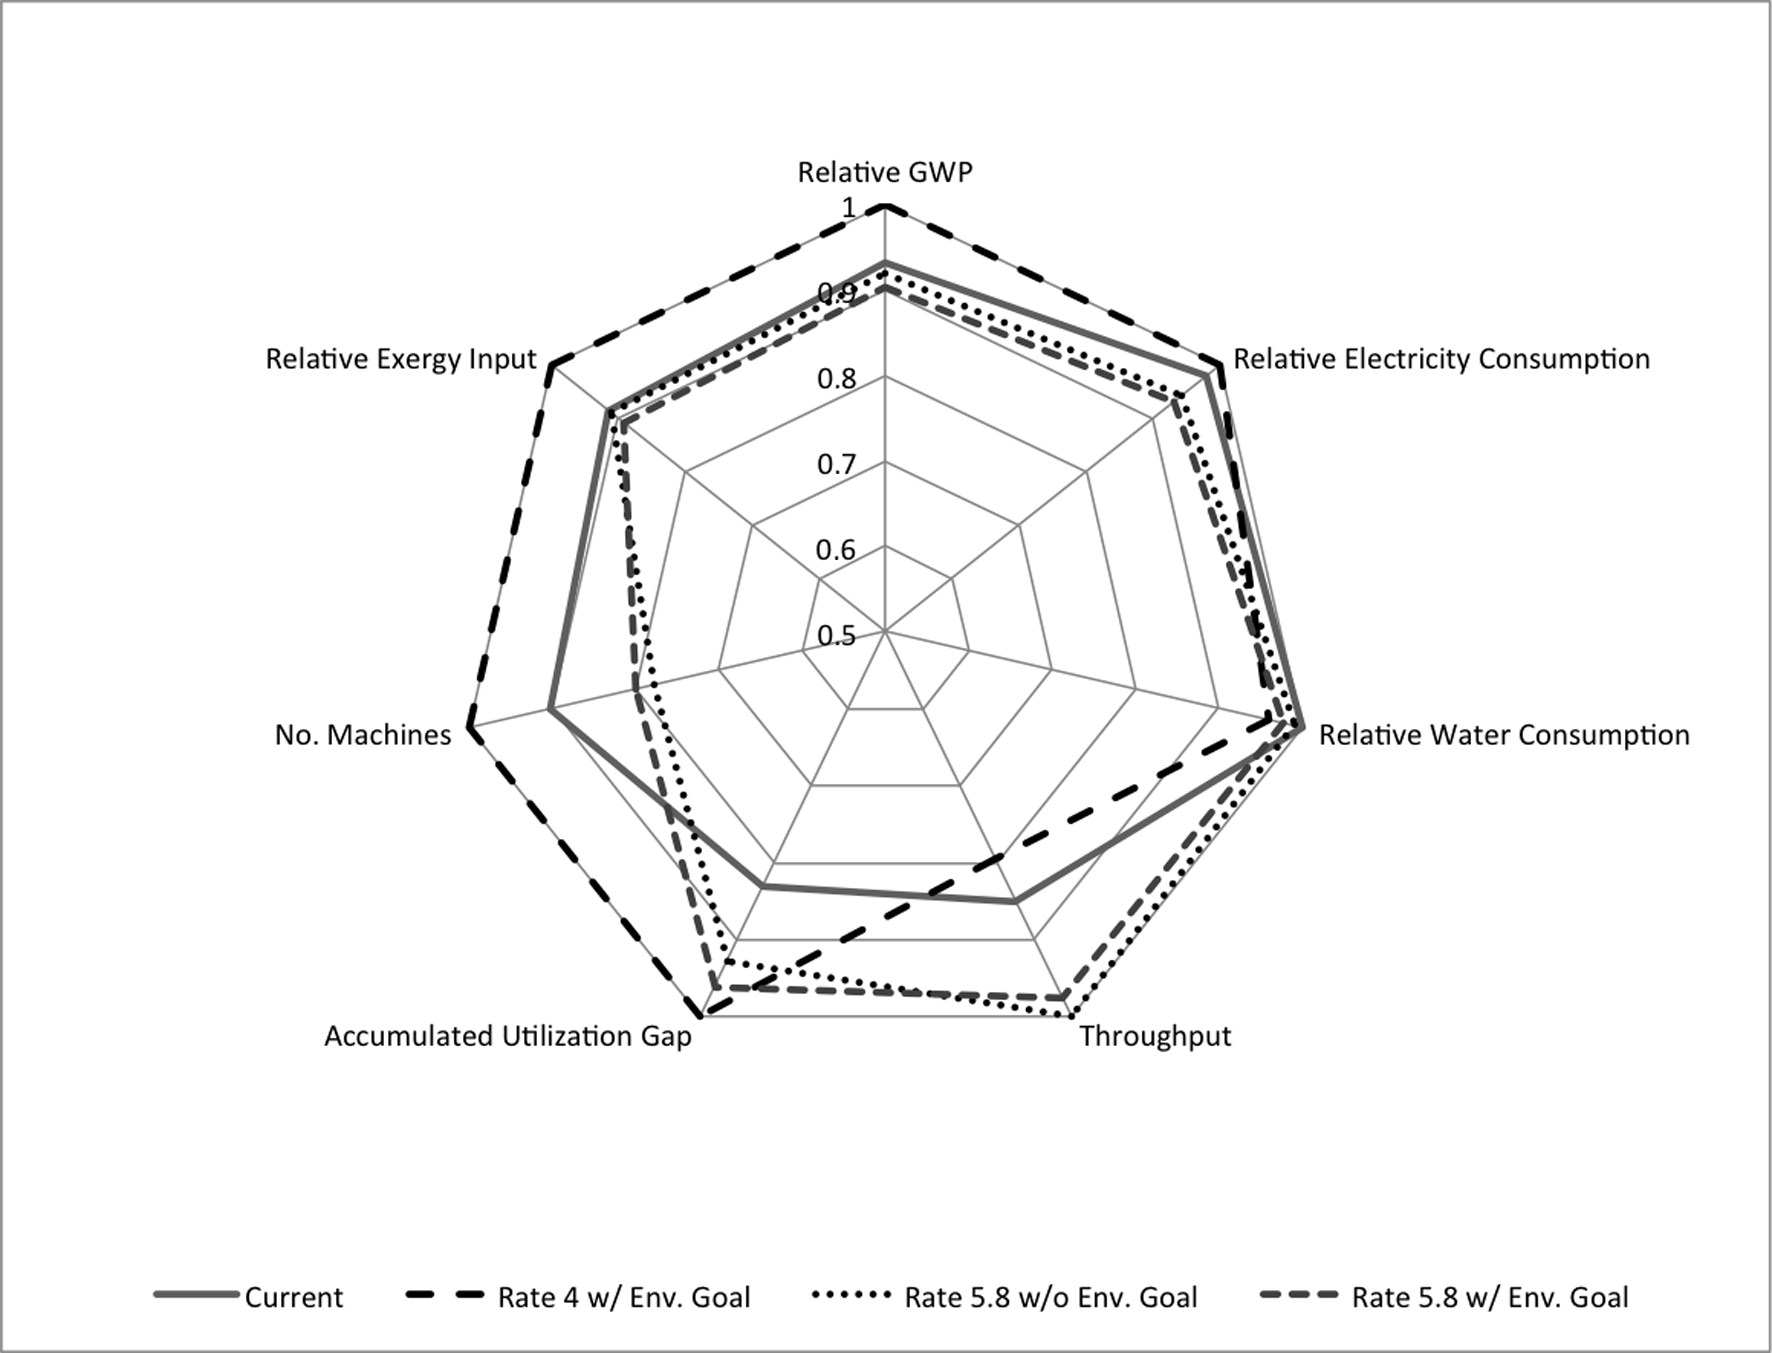 Relative GWP
1
0.9
Relative Exergy Input
Relative Electricity Consumption
0.8
0.7
0.6
0.5
No. Machines
Relative Water Consumption
Accumulated Utilization Gap
Throughput
Current
Rate 4 w/ Env. Goal
Rate 5.8 w/o Env. Goal
Rate 5.8 w/ Env. Goal